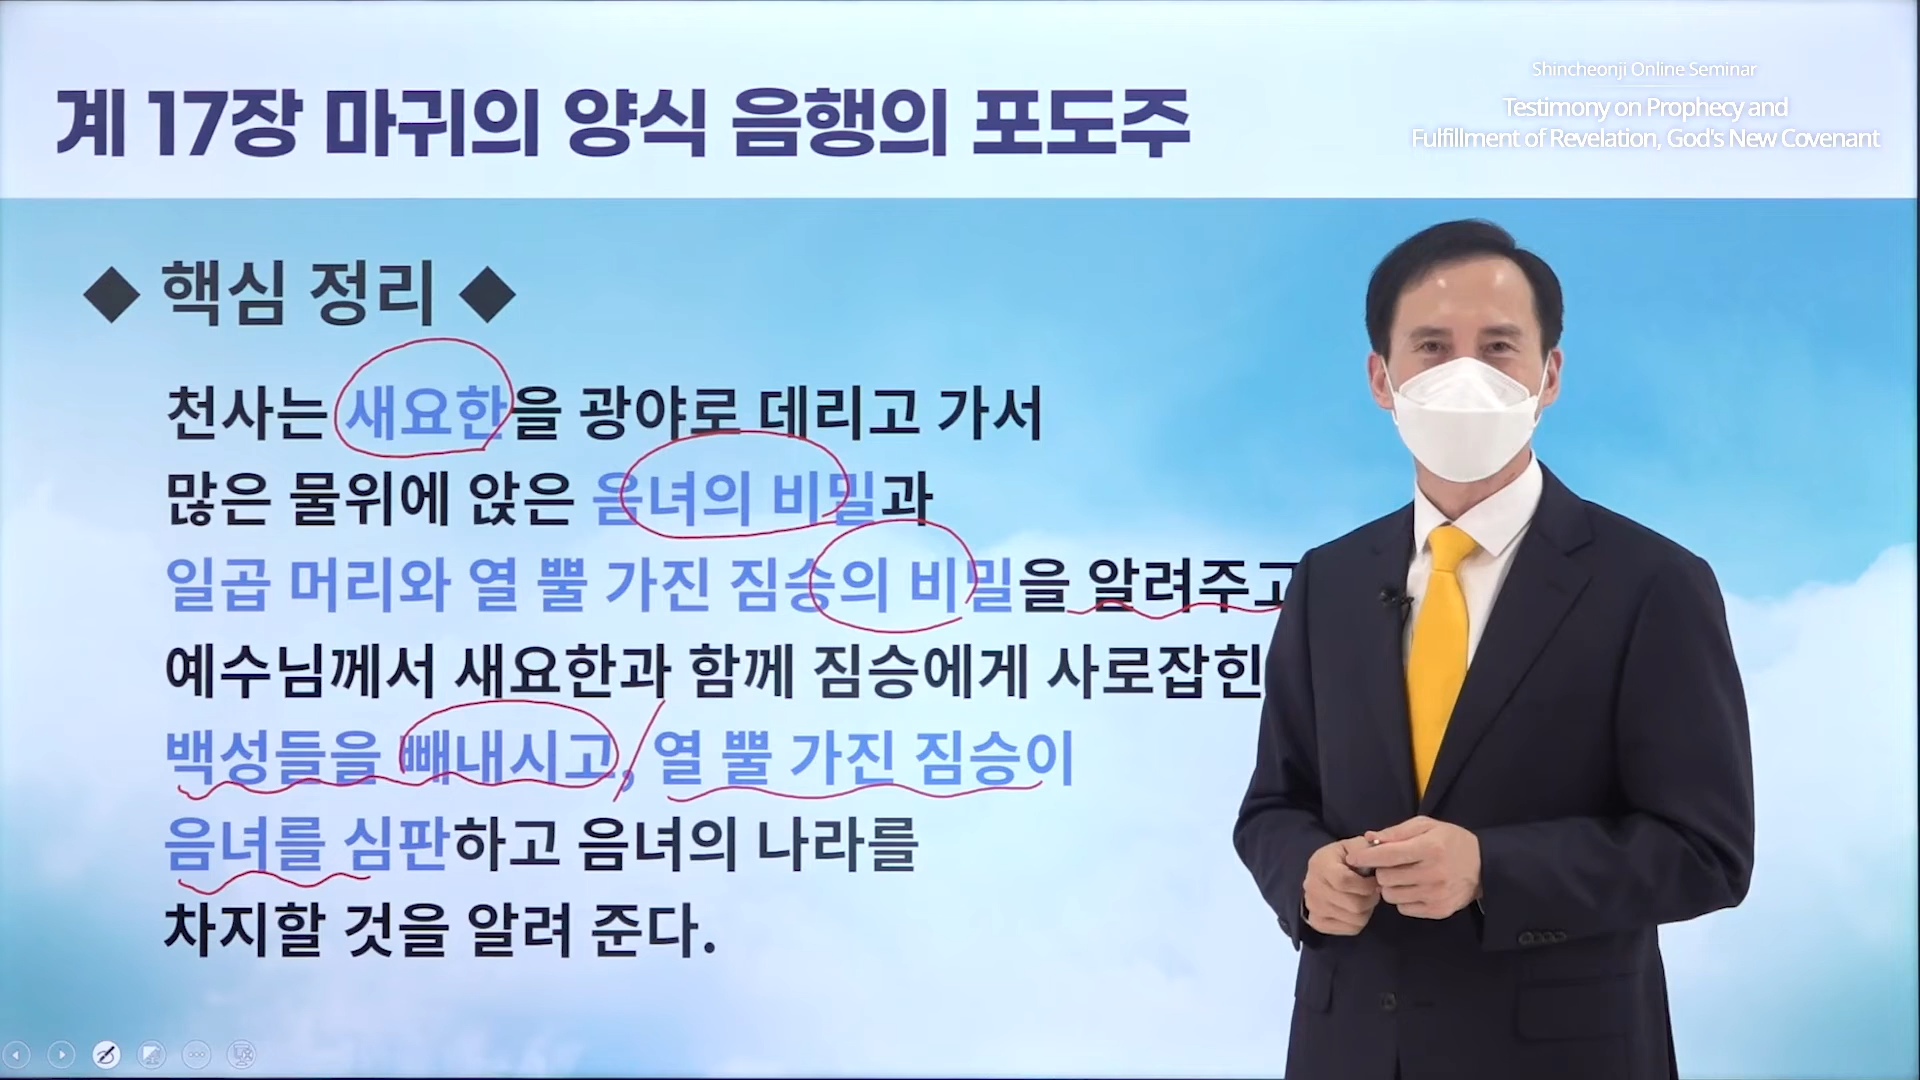 계 17장 마귀의 양식 음행의 포도주
Shincheonji Online Seminar
Testimony on Prophecy and
Fulfillment of Revelation, God's New Covenant
◆ 핵심 정리 ◆
천사는 새요한을 광야로 데리고 가서
많은 물위에 앉은 음녀의 비밀과
일곱 머리와 열 뿔 가진 짐승의 비밀을 알려주고
예수님께서 새요한과 함께 짐승에게 사로잡힌
백성들을 빼내시고, 열 뿔 가진 짐승이
음녀를 심판하고 음녀의 나라를
차지할 것을 알려 준다.